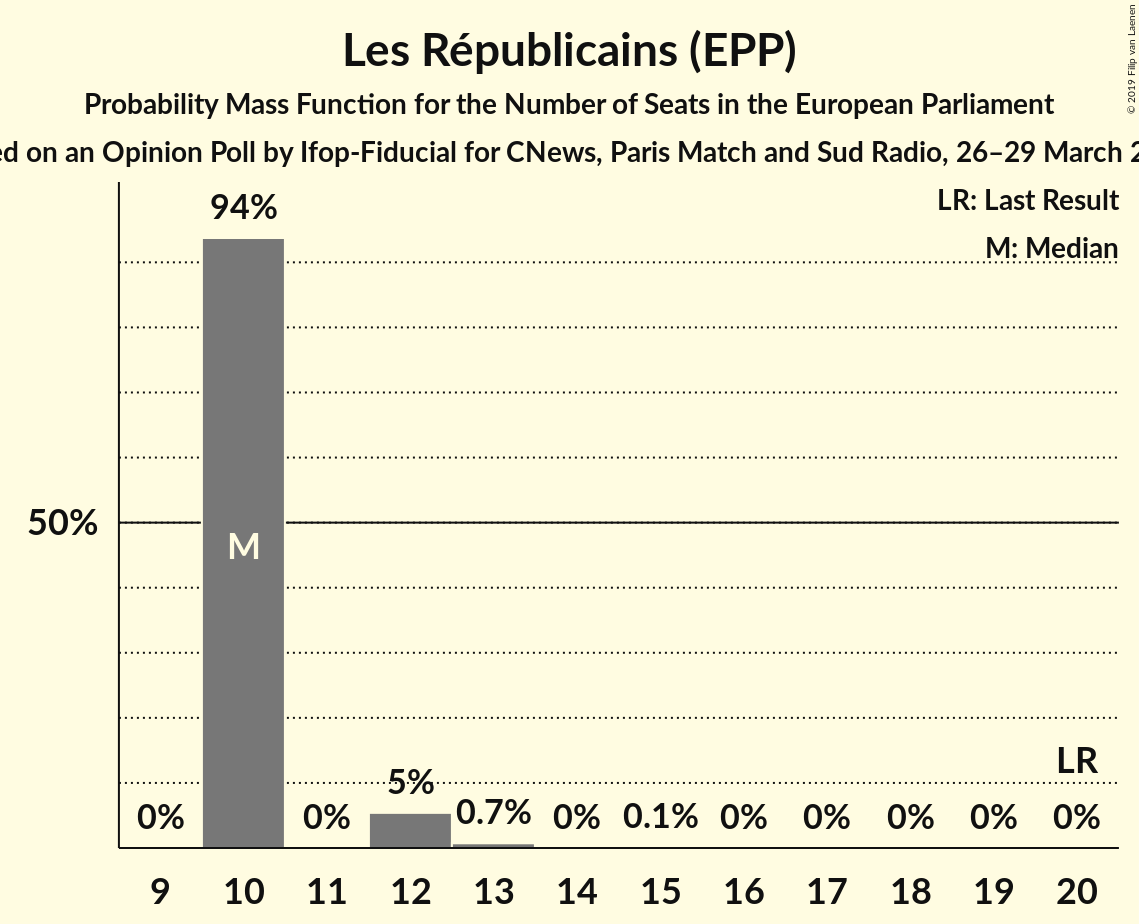 Les Républicains (EPP)
Probability Mass Function for the Number of Seats in the European Parliament
on an Opinion Poll by Ifop-Fiducial for CNews, Paris Match and Sud Radio, 26–29 March
© 2019 Filip van Laenen
LR: Last Result
M: Median
94%
50%
M
LR
5%
0% 0% 0.7% 0% 0.1% 0% 0% 0% 0% 0%
9 10 11 12 13 14 15 16 17 18 19 20